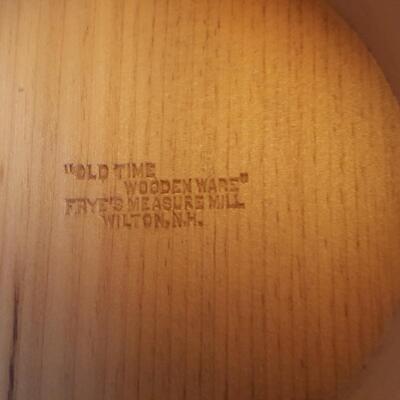 "OLD TIME
WOODEN WARE"
FRYE'S MEASURE MILL
WILTON, N.H.